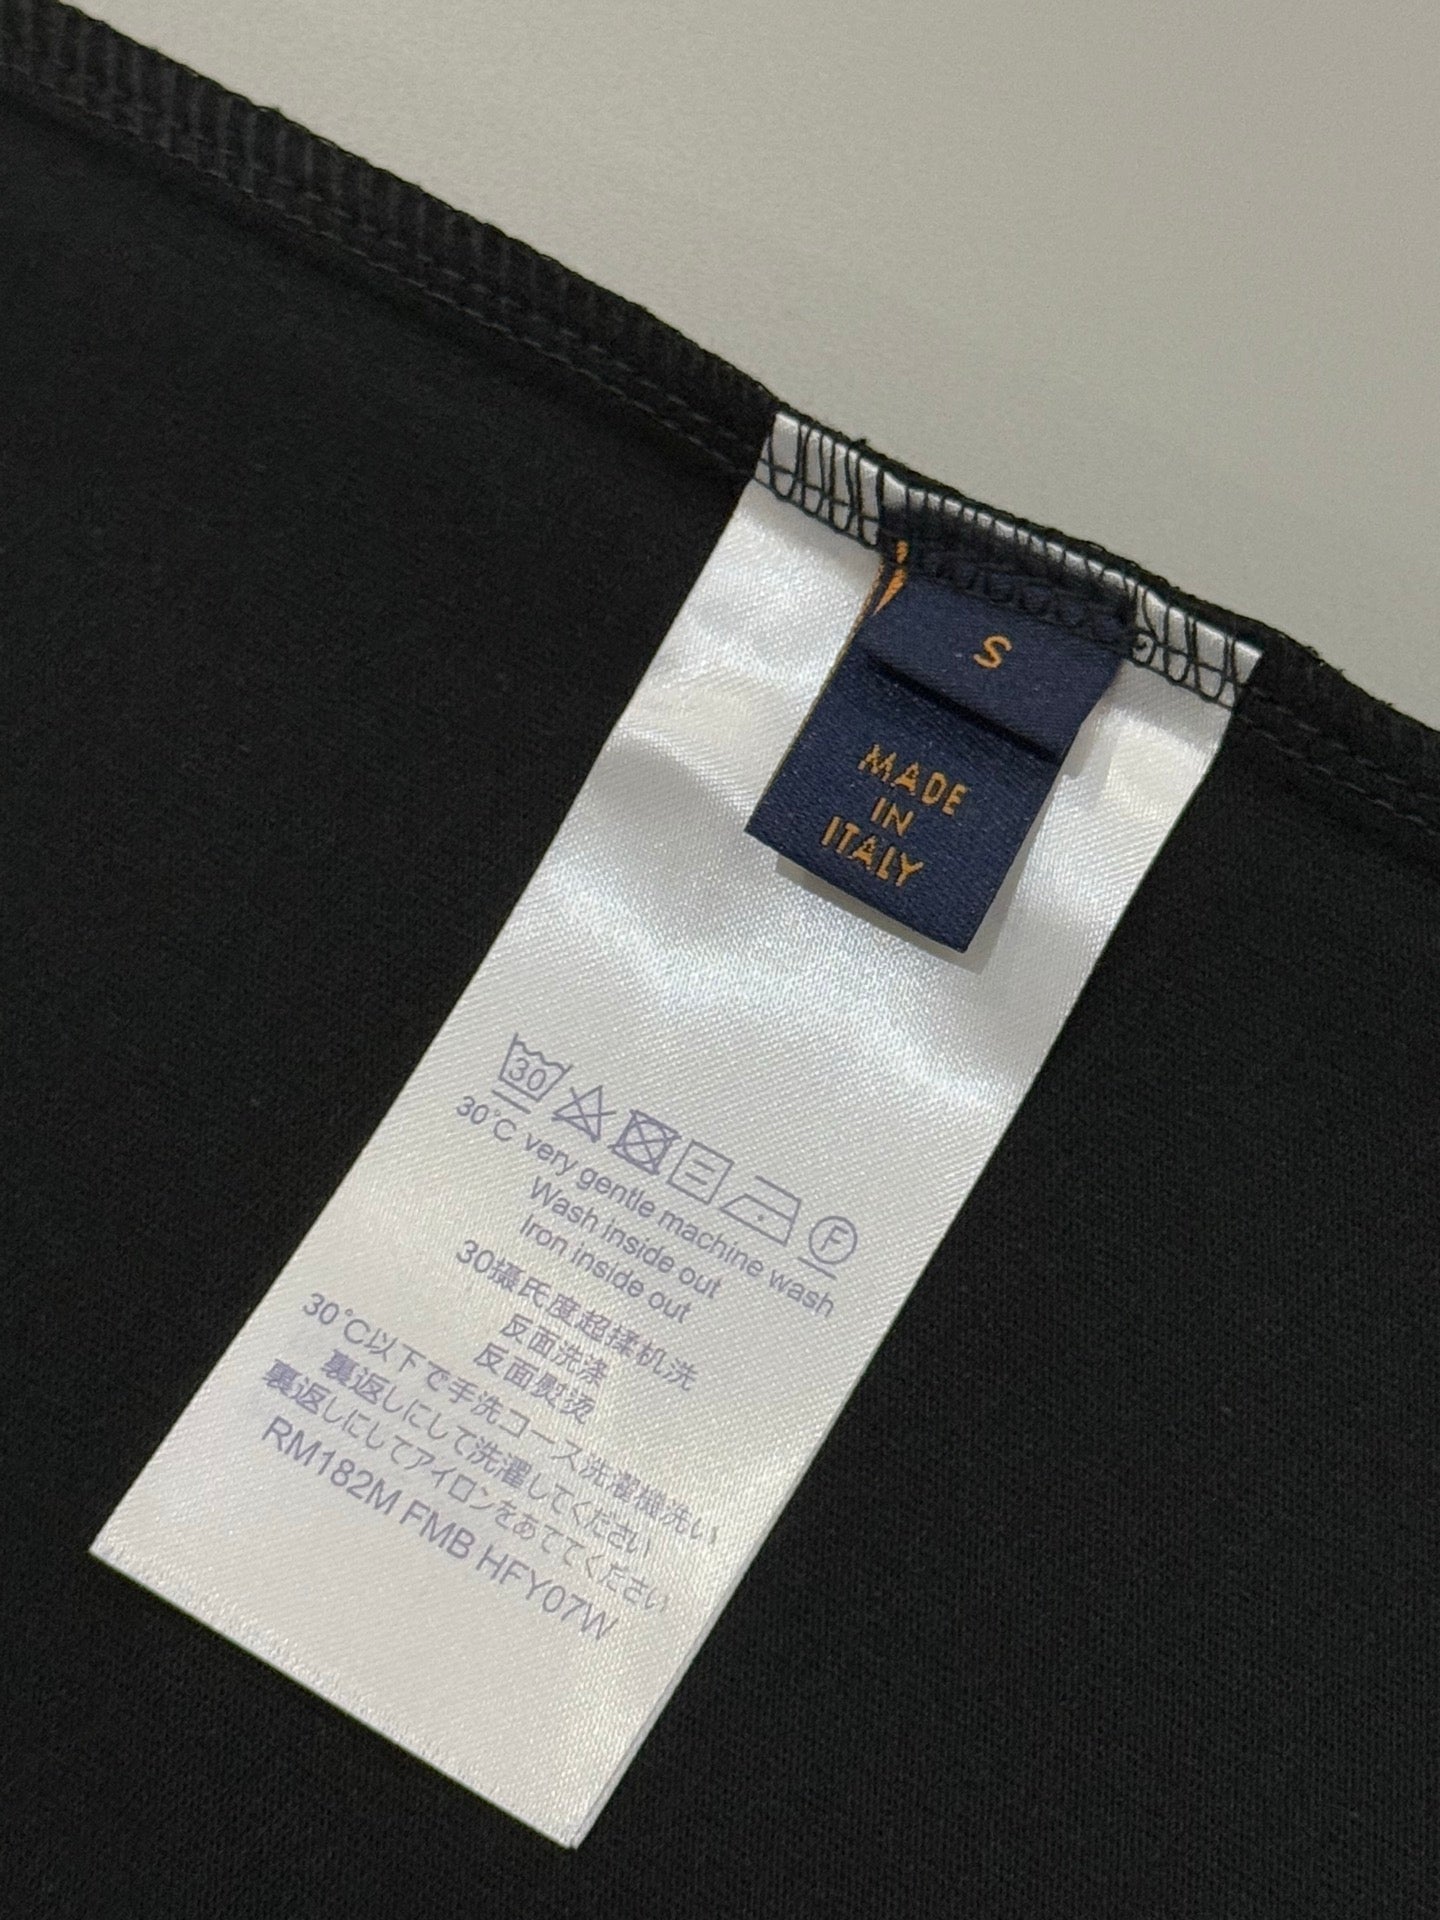 S
MADE
IN
ITALY
30
F
30°C very gentle machine wash
Wash inside out
Iron inside out
30攝氏度超揉机洗
反面洗涤
反面熨烫
30°C以下で手洗コース洗濯機洗い
裏返しにして洗濯してください
裏返しにしてアイロンをあててください
RM182M FMB HFY07W